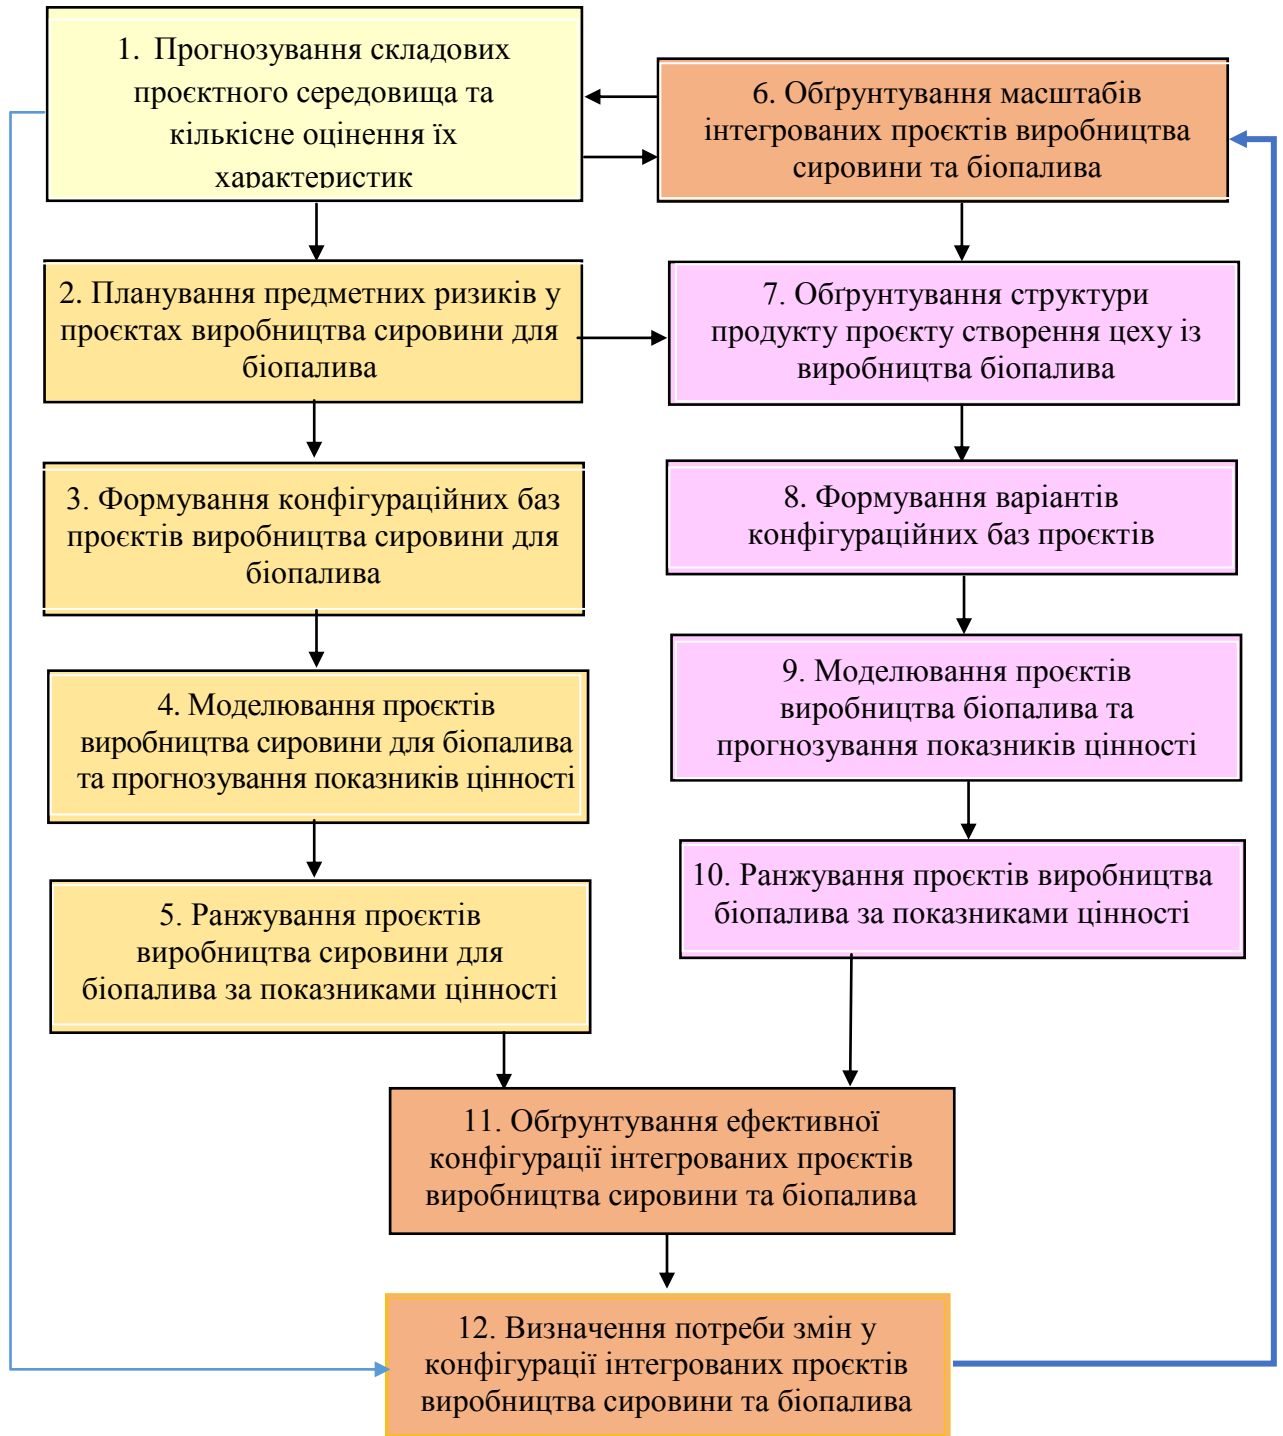 1. Прогнозування складових
проєктного середовища та
кількісне оцінення їх
характеристик
6. Обґрунтування масштабів
інтегрованих проєктів виробництва
сировини та біопалива
2. Планування предметних ризиків у
проєктах виробництва сировини для
біопалива
7. Обґрунтування структури
продукту проєкту створення цеху із
виробництва біопалива
3. Формування конфігураційних баз
проєктів виробництва сировини для
біопалива
8. Формування варіантів
конфігураційних баз проєктів
4. Моделювання проєктів
виробництва сировини для біопалива
та прогнозування показників цінності
9. Моделювання проєктів
виробництва біопалива та
прогнозування показників цінності
5. Ранжування проєктів
виробництва сировини для
біопалива за показниками цінності
10. Ранжування проєктів виробництва
біопалива за показниками цінності
11. Обґрунтування ефективної
конфігурації інтегрованих проєктів
виробництва сировини та біопалива
12. Визначення потреби змін у
конфігурації інтегрованих проєктів
виробництва сировини та біопалива